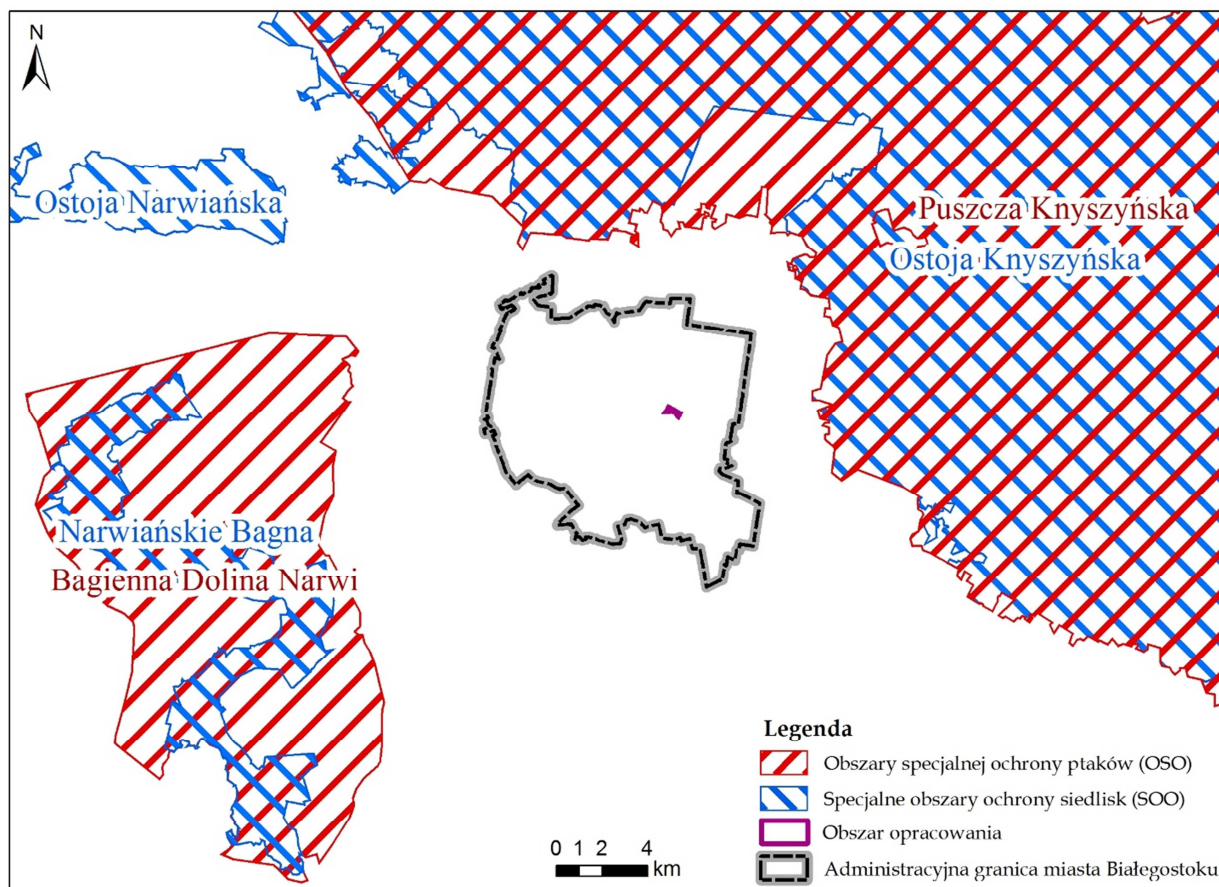 N
Ostoja Narwiańska
Puszcza Knyszyńska
Ostoja Knyszyńska
Narwiańskie Bagna
Bagienna Dolina Narwi
Legenda
Obszary specjalnej ochrony ptaków (OSO)
Specjalne obszary ochrony siedlisk (SOO)
Obszar opracowania
Administracyjna granica miasta Białegostoku
0 1 2 4
km